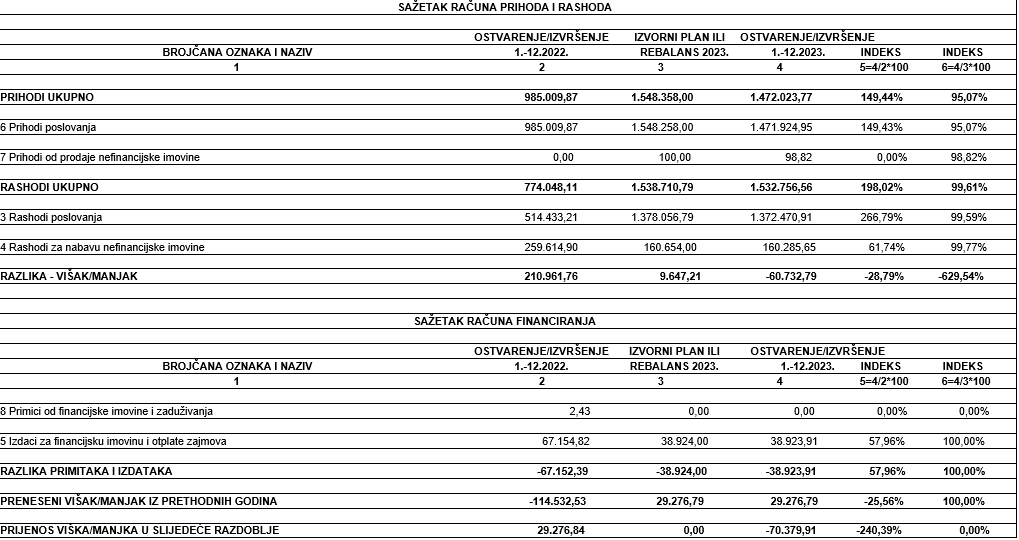 SAŽETAK RAČUNA PRIHODA I RASHODA
OSTVARENJE/IZVRŠENJE IZVORNI PLAN ILI OSTVARENJE/IZVRŠENJE
BROJČANA OZNAKA I NAZIV 1.-12.2022. REBALANS 2023. 1.-12.2023. INDEKS INDEKS
1 2 3 4 5=4/2*100 6=4/3*100
PRIHODI UKUPNO 985.009,87 1.548.358,00 1.472.023,77 149,44% 95,07%
6 Prihodi poslovanja 985.009,87 1.548.258,00 1.471.924,95 149,43% 95,07%
7 Prihodi od prodaje nefinancijske imovine 0,00 100,00 98,82 0,00% 98,82%
RASHODI UKUPNO 774.048,11 1.538.710,79 1.532.756,56 198,02% 99,61%
3 Rashodi poslovanja 514.433,21 1.378.056,79 1.372.470,91 266,79% 99,59%
4 Rashodi za nabavu nefinancijske imovine 259.614,90 160.654,00 160.285,65 61,74% 99,77%
RAZLIKA - VIŠAK/MANJAK 210.961,76 9.647,21 -60.732,79 -28,79% -629,54%
SAŽETAK RAČUNA FINANCIRANJA
OSTVARENJE/IZVRŠENJE IZVORNI PLAN ILI OSTVARENJE/IZVRŠENJE
BROJČANA OZNAKA I NAZIV 1.-12.2022. REBALANS 2023. 1.-12.2023. INDEKS INDEKS
1 2 3 4 5=4/2*100 6=4/3*100
8 Primici od financijske imovine i zaduživanja 2,43 0,00 0,00 0,00% 0,00%
5 Izdaci za financijsku imovinu i otplate zajmova 67.154,82 38.924,00 38.923,91 57,96% 100,00%
RAZLIKA PRIMITAKA I IZDATAKA -67.152,39 -38.924,00 -38.923,91 57,96% 100,00%
PRENESENI VIŠAK/MANJAK IZ PRETHODNIH GODINA -114.532,53 29.276,79 29.276,79 -25,56% 100,00%
PRIJENOS VIŠKA/MANJKA U SLIJEDEĆE RAZDOBLJE 29.276,84 0,00 -70.379,91 -240,39% 0,00%